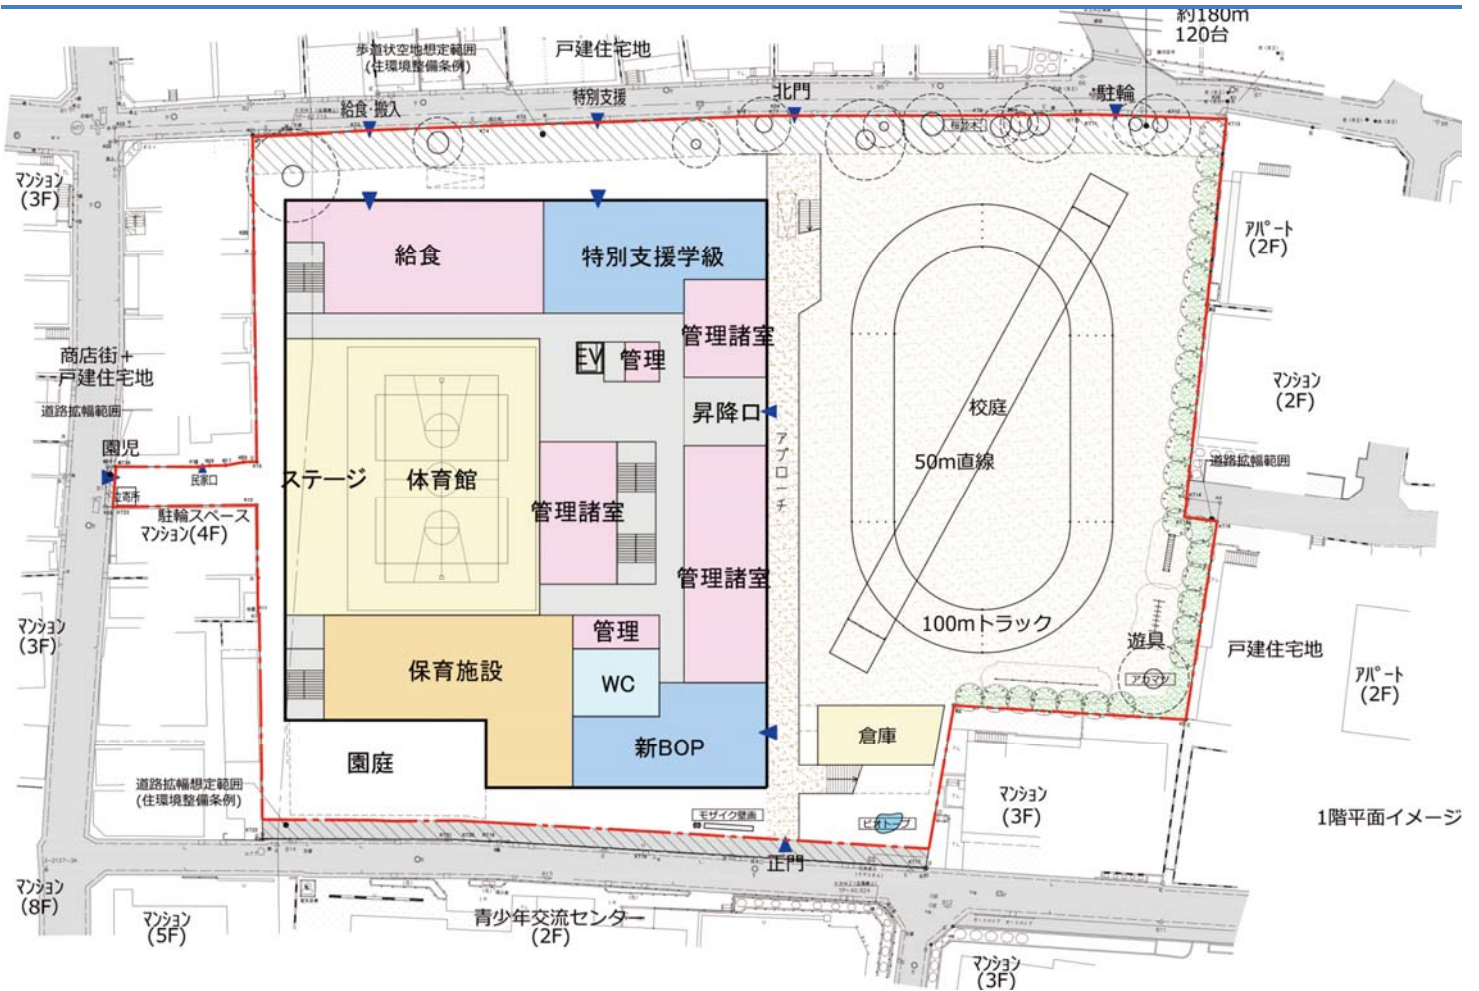 約180m
120台
歩道状空地想定範囲
(住環境整備条例)
戸建住宅地
給食・搬入
特別支援
北門
駐輪
桜並木
マンション
(3F)
アパート
(2F)
給食
特別支援学級
管理諸室
EV
管理
マンション
(2F)
商店街＋
戸建住宅地
道路拡幅範囲
昇降口
校庭
アプローチ
園児
民家口
ステージ
体育館
50m直線
道路拡幅範囲
駐輪スペース
マンション(4F)
管理諸室
管理諸室
マンション
(3F)
管理
100mトラック
遊具
戸建住宅地
保育施設
WC
アカマツ
アパート
(2F)
新BOP
倉庫
園庭
道路拡幅想定範囲
(住環境整備条例)
モザイク壁画
ビオトープ
マンション
(3F)
1階平面イメージ
正門
マンション
(8F)
マンション
(5F)
青少年交流センター
(2F)
マンション
(3F)